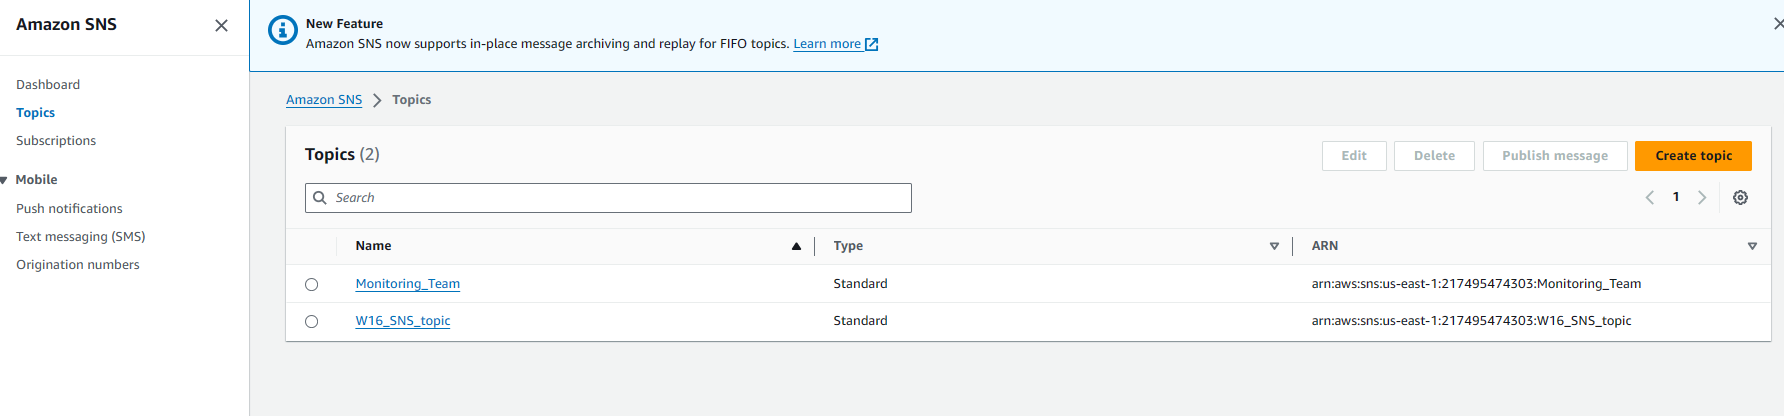 Amazon SNS
Dashboard
Topics
Subscriptions
Mobile
Push notifications
Text messaging (SMS)
Origination numbers
New Feature
Amazon SNS now supports in-place message archiving and replay for FIFO topics. Learn more
Amazon SNS > Topics
Topics (2)
Edit Delete Publish message Create topic
Search
1
Name Type ARN
Monitoring_Team Standard arn:aws:sns:us-east-1:217495474303:Monitoring_Team
W16_SNS_topic Standard arn:aws:sns:us-east-1:217495474303:W16_SNS_topic